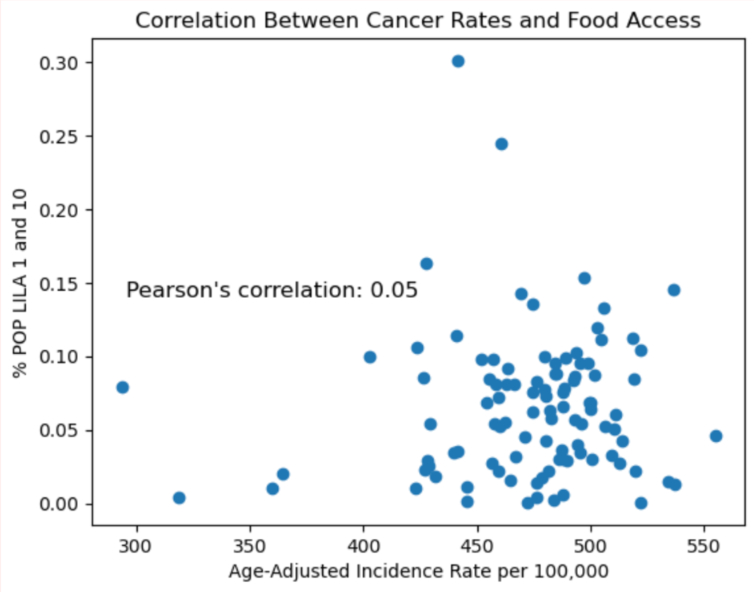 Correlation Between Cancer Rates and Food Access
0.30
0.25
0.20
0.15
0.10
0.05
0.00
% POP LILA 1 and 10
Pearson's correlation: 0.05
300 350 400 450 500 550
Age-Adjusted Incidence Rate per 100,000